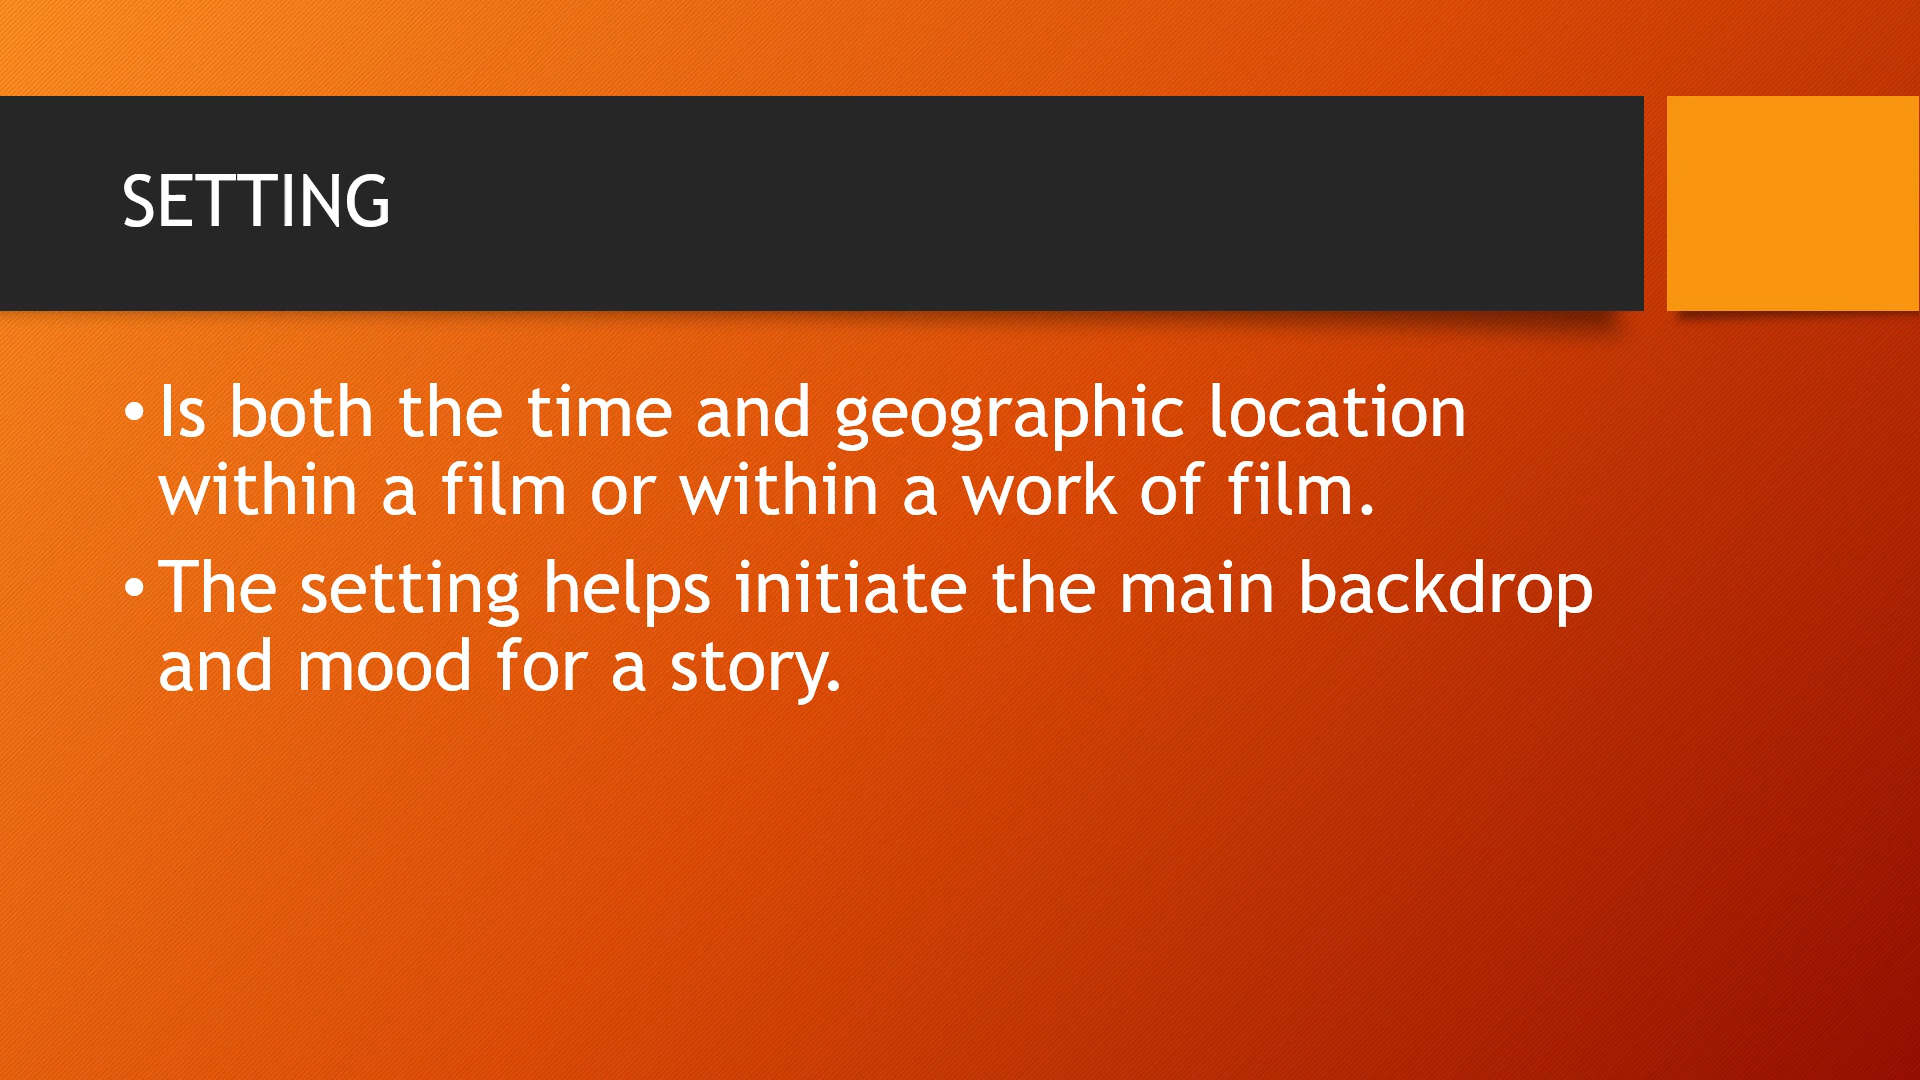 SETTING
• Is both the time and geographic location
within a film or within a work of film.
• The setting helps initiate the main backdrop
and mood for a story.